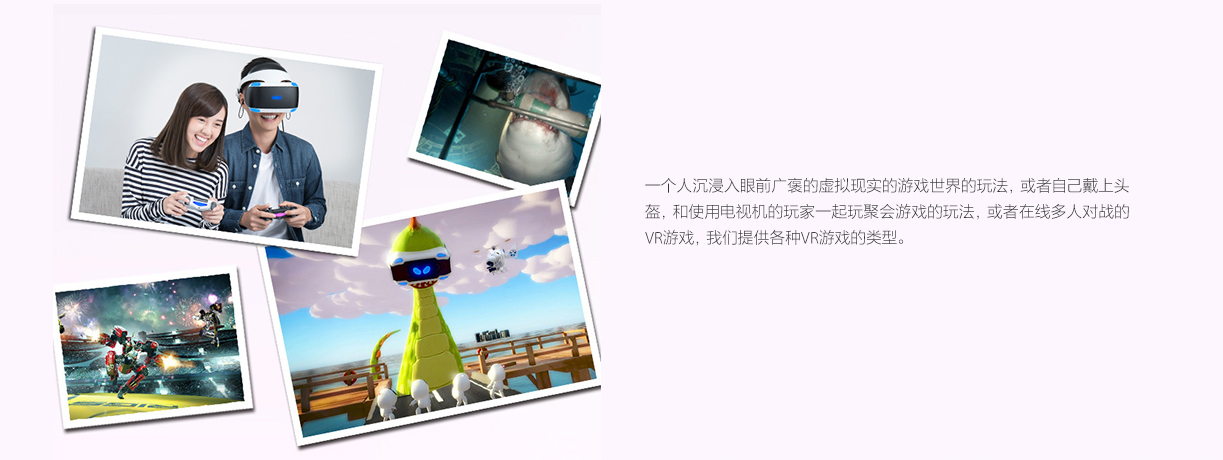 一个人沉浸入眼前广袤的虚拟现实的游戏世界的玩法，或者自己戴上头
盔，和使用电视机的玩家一起玩聚会游戏的玩法，或者在线多人对战的
VR游戏，我们提供各种VR游戏的类型。